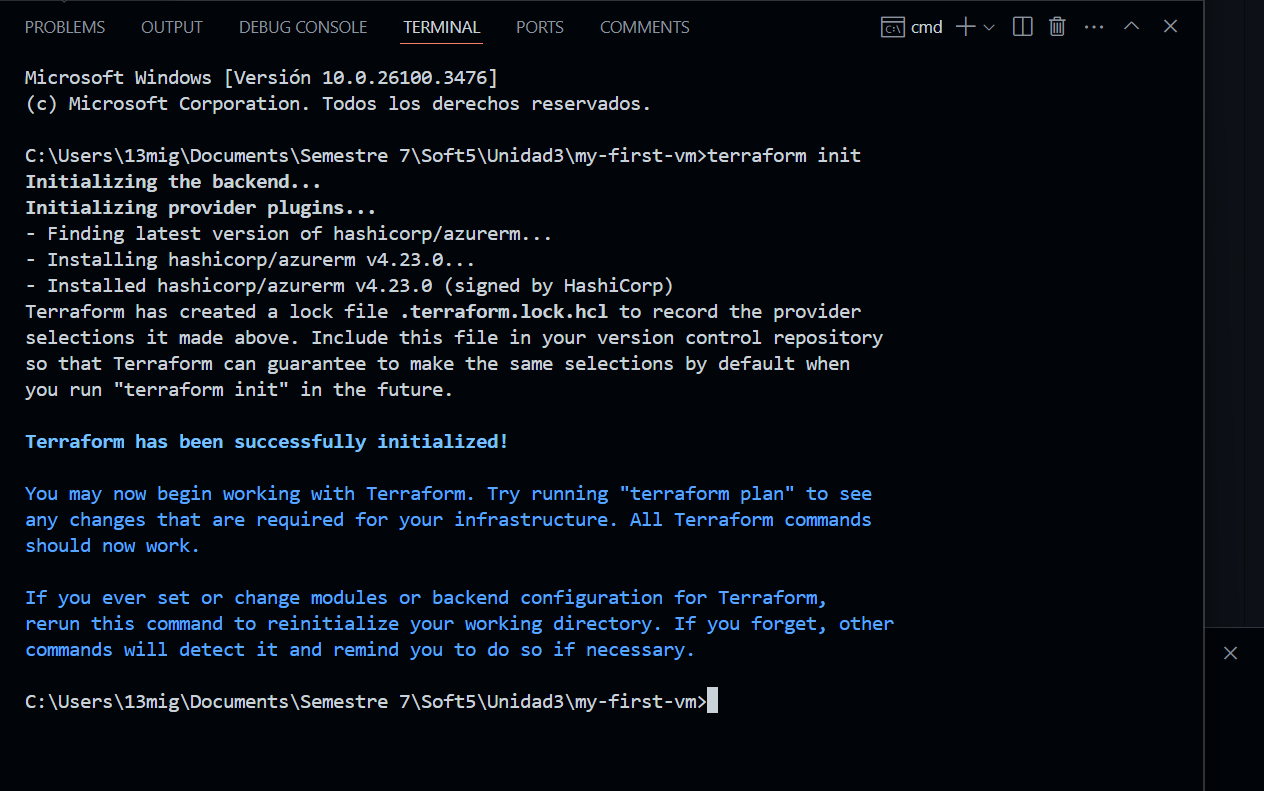 PROBLEMS OUTPUT DEBUG CONSOLE TERMINAL PORTS COMMENTS cmd
Microsoft Windows [Versión 10.0.26100.3476]
(c) Microsoft Corporation. Todos los derechos reservados.
C:\Users\13mig\Documents\Semestre 7\Soft5\Unidad3\my-first-vm>terraform init
Initializing the backend...
Initializing provider plugins...
- Finding latest version of hashicorp/azurerm...
- Installing hashicorp/azurerm v4.23.0...
- Installed hashicorp/azurerm v4.23.0 (signed by HashiCorp)
Terraform has created a lock file .terraform.lock.hcl to record the provider
selections it made above. Include this file in your version control repository
so that Terraform can guarantee to make the same selections by default when
you run "terraform init" in the future.
Terraform has been successfully initialized!
You may now begin working with Terraform. Try running "terraform plan" to see
any changes that are required for your infrastructure. All Terraform commands
should now work.
If you ever set or change modules or backend configuration for Terraform,
rerun this command to reinitialize your working directory. If you forget, other
commands will detect it and remind you to do so if necessary.
C:\Users\13mig\Documents\Semestre 7\Soft5\Unidad3\my-first-vm>